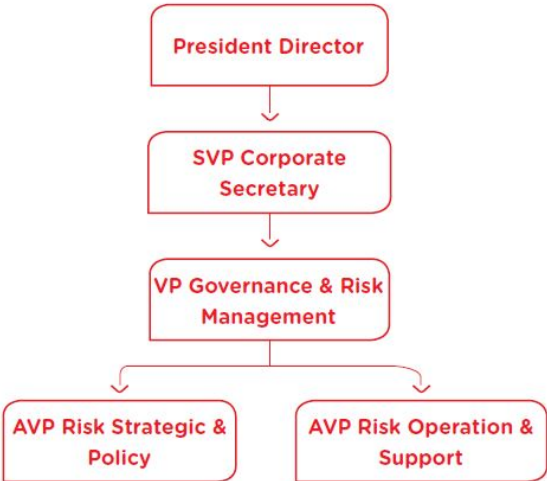 President Director
SVP Corporate
Secretary
VP Governance & Risk
Management
AVP Risk Strategic &
Policy
AVP Risk Operation &
Support